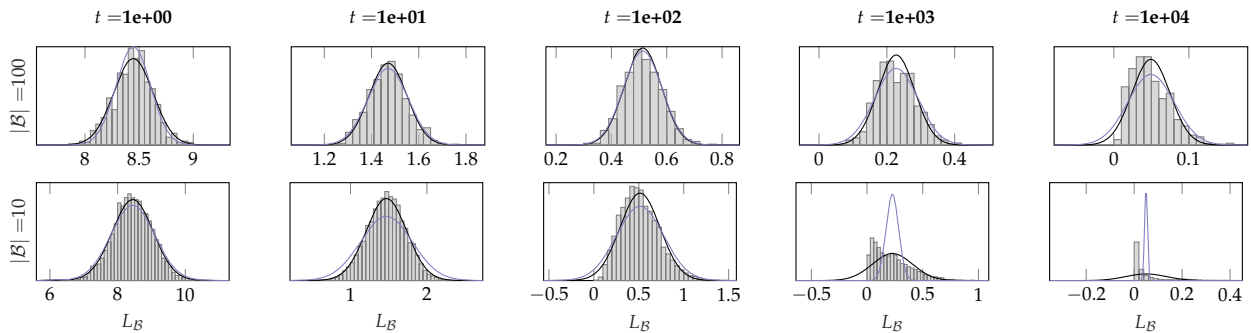 t =1e+00 t =1e+01 t =1e+02 t =1e+03 t =1e+04
|ℬ| =100
8 8.5 9 1.2 1.4 1.6 1.8 0.2 0.4 0.6 0.8 0 0.2 0.4 0 0.1
|ℬ| =10
6 8 10 1 2 −0.5 0 0.5 1 1.5 −0.5 0 0.5 1 −0.2 0 0.2 0.4
L_ℬ L_ℬ L_ℬ L_ℬ L_ℬ